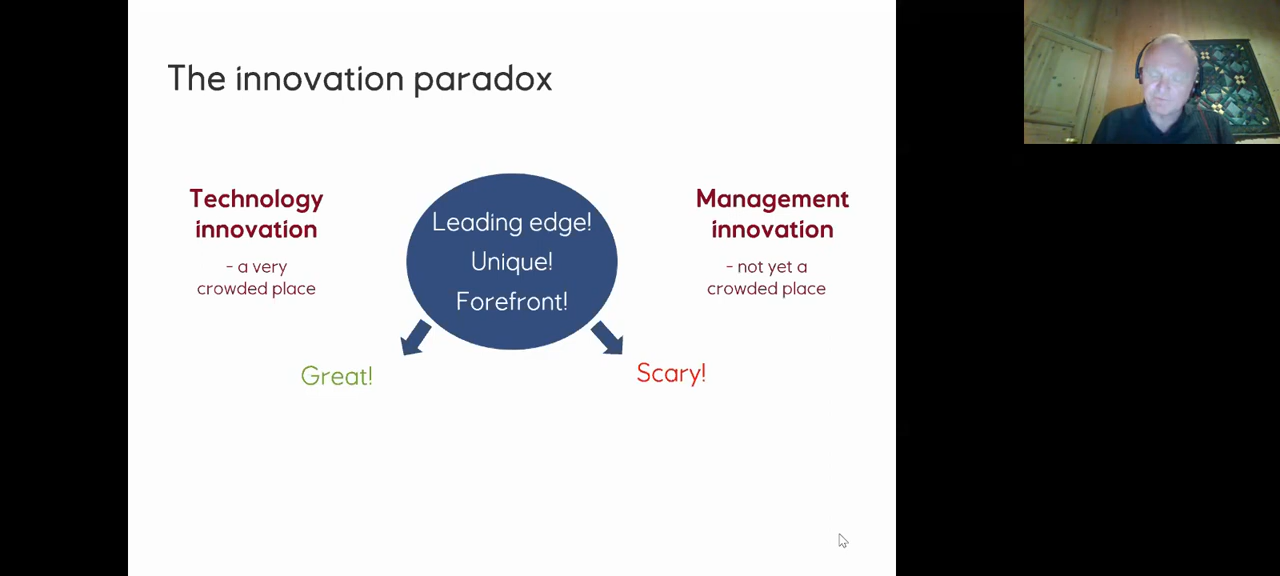 The innovation paradox
Technology
innovation
- a very
crowded place
Leading edge!
Unique!
Forefront!
Management
innovation
- not yet a
crowded place
Great!
Scary!